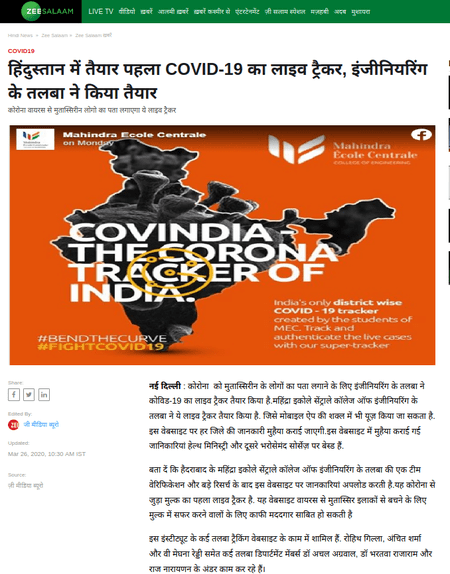 ZEE SALAAM
LIVE TV वीडियो ख़बरें आलमी ख़बरें ख़बरें कश्मीर से एंटरटेनमेंट ज़ी सलाम स्पेशल मज़हबी अदब मुशायरा
Hindi News > Zee Salaam > Zee Salaam ख़बरें
COVID19
हिंदुस्तान में तैयार पहला COVID-19 का लाइव ट्रैकर, इंजीनियरिंग
के तलबा ने किया तैयार
कोरोना वायरस से मुतास्सिरीन लोगो का पता लगाएगा ये लाइव ट्रैकर
Mahindra Ecole Centrale
on Monday
Mahindra
École Centrale
COLLEGE OF ENGINEERING
COVINDIA -
THE CORONA
TRACKER OF
INDIA.
India's only district wise
COVID - 19 tracker
created by the students of
MEC. Track and
authenticate the live cases
with our super-tracker
#BENDTHECURVE
#FIGHTCOVID19
Share:
Edited By:
ज़ी मीडिया ब्यूरो
Updated:
Mar 26, 2020, 10:30 AM IST
Source:
ज़ी मीडिया ब्यूरो
नई दिल्ली : कोरोना को मुतास्सिरीन के लोगों का पता लगाने के लिए इंजीनियरिंग के तलबा ने
कोविड-19 का लाइव ट्रैकर तैयार किया है.महिंद्रा इकोले सेंट्राले कॉलेज ऑफ इंजीनियरिंग के
तलबा ने ये लाइव ट्रैकर तैयार किया है. जिसे मोबाइल ऐप की शक्ल में भी यूज़ किया जा सकता है.
इस वेबसाइट पर हर जिले की जानकारी मुहैया कराई जाएगी.इस वेबसाइट में मुहैया कराई गई
जानकारियां हेल्थ मिनिस्ट्री और दूसरे भरोसेमंद सोर्सेज़ पर बेस्ड हैं.
बता दें कि हैदराबाद के महिंद्रा इकोले सेंट्राले कॉलेज ऑफ इंजीनियरिंग के तलबा की एक टीम
वेरिफिकेशन और बड़े रिसर्च के बाद इस वेबसाइट पर जानकारियां अपलोड करती है.यह कोरोना से
जुड़ा मुल्क का पहला लाइव ट्रैकर है. यह वेबसाइट वायरस से मुतास्सिर इलाकों से बचने के लिए
मुल्क में सफर करने वालों के लिए काफी मददगार साबित हो सकती है
इस इंस्टीट्यूट के कई तलबा ट्रैकिंग वेबसाइट के काम में शामिल हैं. रोहिथ गिल्ला, अंचित शर्मा
और वी मेघना रेड्डी समेत कई तलबा डिपार्टमेंट मेंबर्स डॉ अचल अग्रवाल, डॉ भरतवा राजाराम और
राज नारायणन के अंडर काम कर रहे हैं।